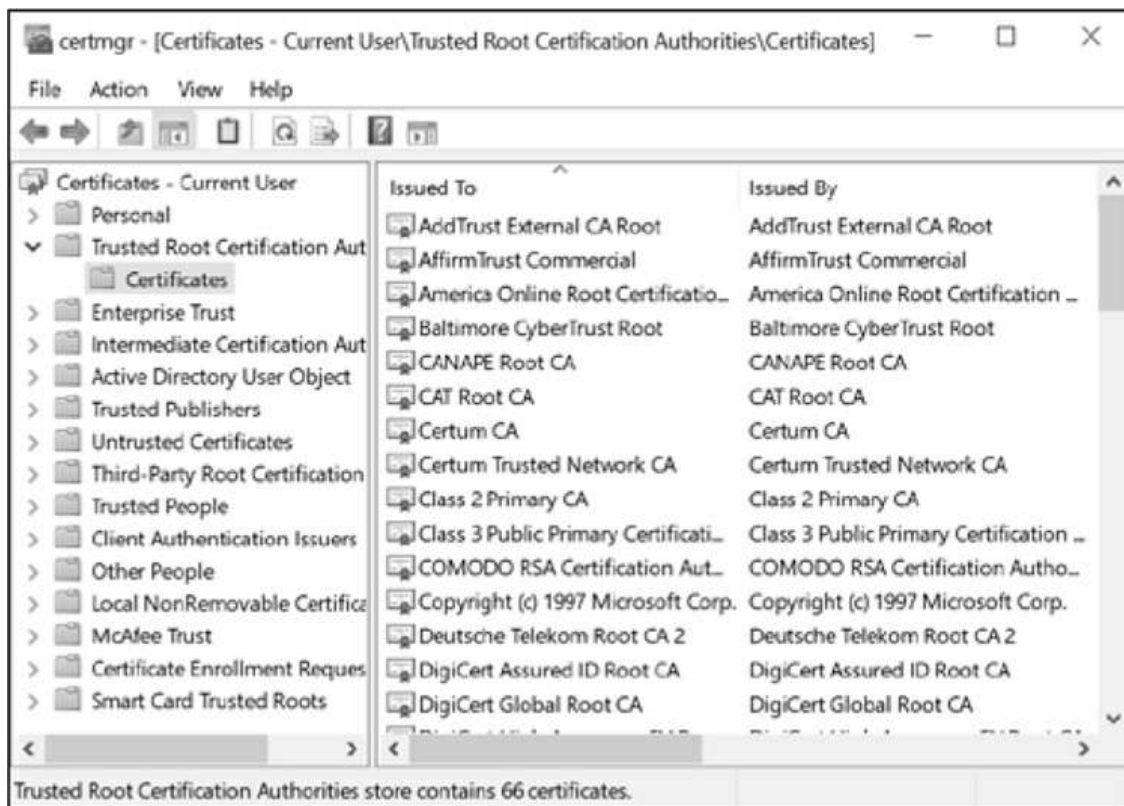 certmgr - [Certificates - Current User\Trusted Root Certification Authorities\Certificates]
File Action View Help
Certificates - Current User
Personal
Trusted Root Certification Aut
Certificates
Enterprise Trust
Intermediate Certification Aut
Active Directory User Object
Trusted Publishers
Untrusted Certificates
Third-Party Root Certification
Trusted People
Client Authentication Issuers
Other People
Local NonRemovable Certifica
McAfee Trust
Certificate Enrollment Reques
Smart Card Trusted Roots
Issued To Issued By
AddTrust External CA Root AddTrust External CA Root
AffirmTrust Commercial AffirmTrust Commercial
America Online Root Certificatio... America Online Root Certification ...
Baltimore CyberTrust Root Baltimore CyberTrust Root
CANAPE Root CA CANAPE Root CA
CAT Root CA CAT Root CA
Certum CA Certum CA
Certum Trusted Network CA Certum Trusted Network CA
Class 2 Primary CA Class 2 Primary CA
Class 3 Public Primary Certificati... Class 3 Public Primary Certification ...
COMODO RSA Certification Aut... COMODO RSA Certification Autho...
Copyright (c) 1997 Microsoft Corp. Copyright (c) 1997 Microsoft Corp.
Deutsche Telekom Root CA 2 Deutsche Telekom Root CA 2
DigiCert Assured ID Root CA DigiCert Assured ID Root CA
DigiCert Global Root CA DigiCert Global Root CA
Trusted Root Certification Authorities store contains 66 certificates.